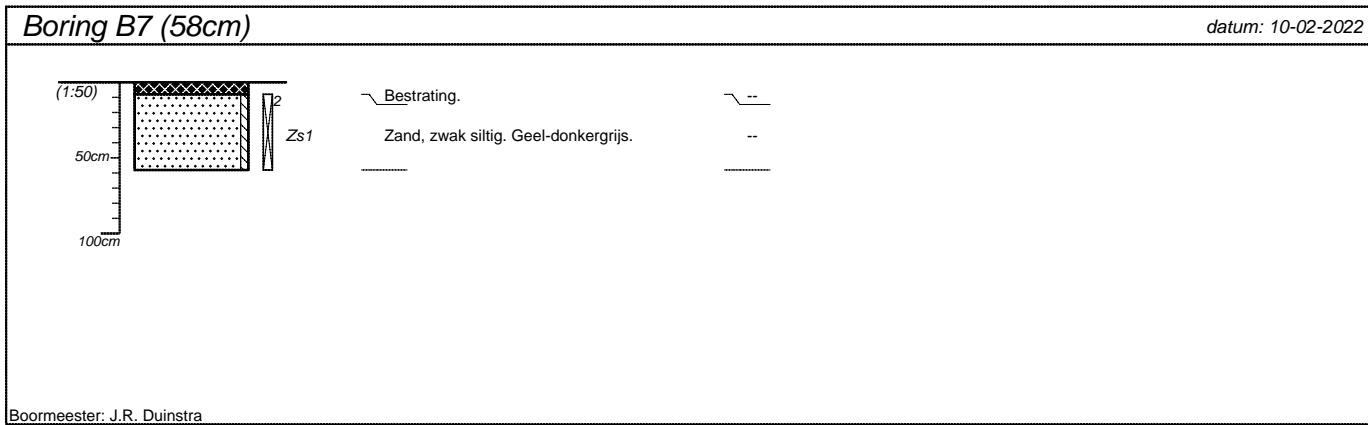 Boring B7 (58cm)
datum: 10-02-2022
(1:50)
2
Bestrating.
--
Zs1
Zand, zwak siltig. Geel-donkergrijs.
--
50cm
100cm
Boormeester: J.R. Duinstra